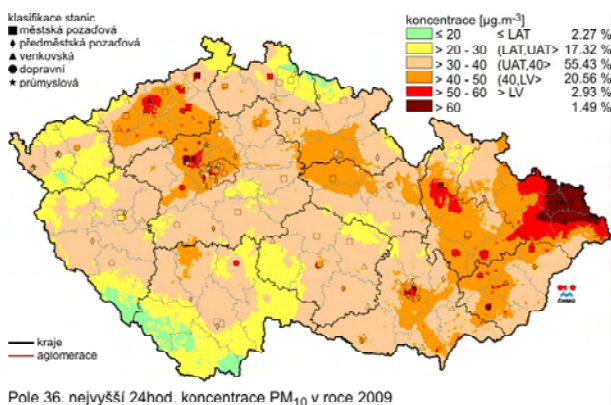 klasifikace stanic
městská pozaďová
předměstská pozaďová
venkovská
dopravní
průmyslová
koncentrace [µg.m-3]
≤ 20 ≤ LAT 2.27 %
> 20 - 30 (LAT,UAT> 17.32 %
> 30 - 40 (UAT,40> 55.43 %
> 40 - 50 (40,LV> 20.56 %
> 50 - 60 > LV 2.93 %
> 60 1.49 %
ČHMÚ
kraje
aglomerace
Pole 36. nejvyšší 24hod. koncentrace PM10 v roce 2009